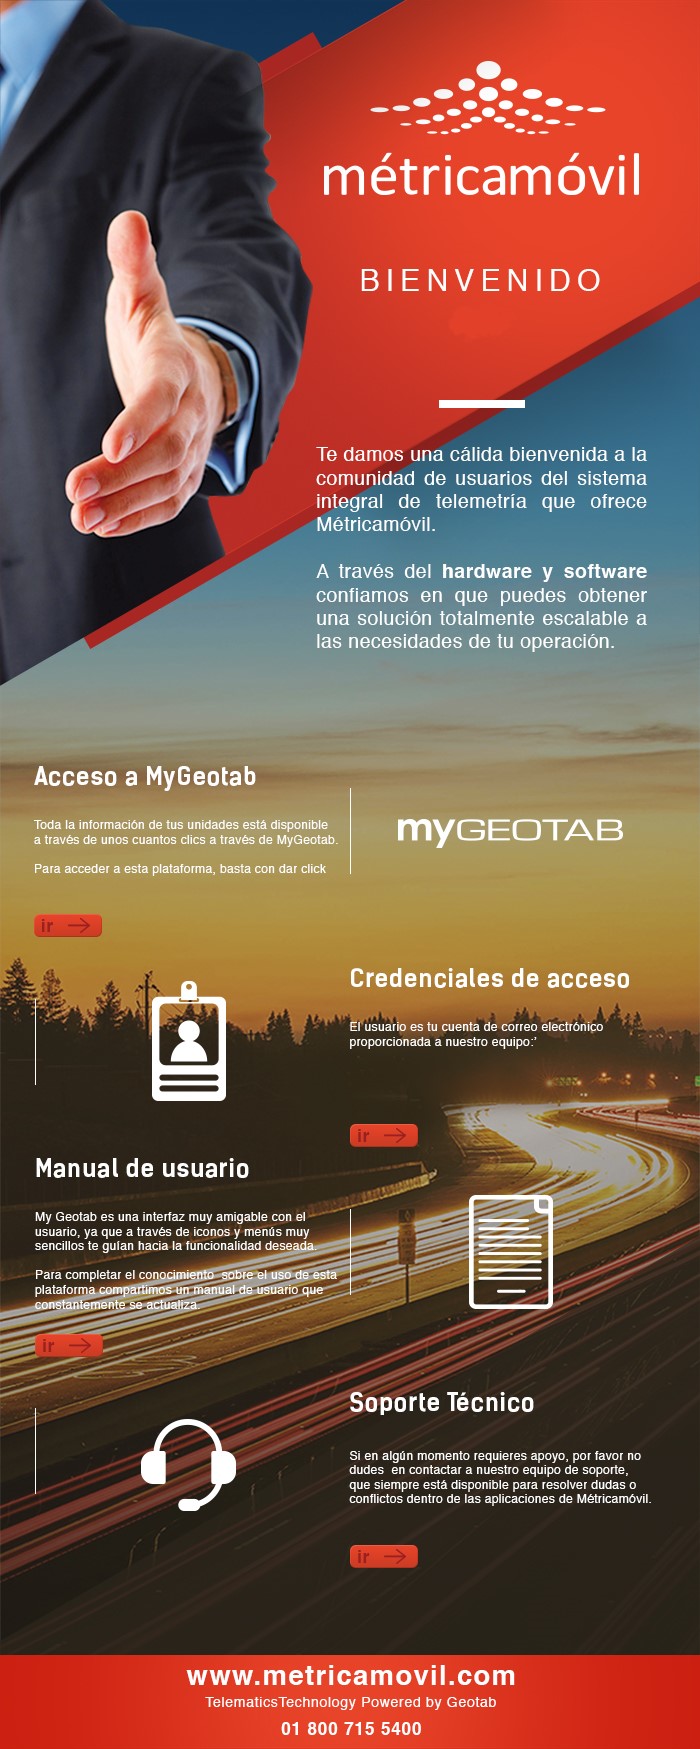 métricamóvil
BIENVENIDO
Te damos una cálida bienvenida a la
comunidad de usuarios del sistema
integral de telemetría que ofrece
Métricamóvil.
A través del hardware y software
confiamos en que puedes obtener
una solución totalmente escalable a
las necesidades de tu operación.
Acceso a MyGeotab
Toda la información de tus unidades está disponible
a través de unos cuantos clics a través de MyGeotab.
Para acceder a esta plataforma, basta con dar click
ir
myGEOTAB
Credenciales de acceso
El usuario es tu cuenta de correo electrónico
proporcionada a nuestro equipo:’
ir
Manual de usuario
My Geotab es una interfaz muy amigable con el
usuario, ya que a través de iconos y menús muy
sencillos te guían hacia la funcionalidad deseada.
Para completar el conocimiento sobre el uso de esta
plataforma compartimos un manual de usuario que
constantemente se actualiza.
ir
Soporte Técnico
Si en algún momento requieres apoyo, por favor no
dudes en contactar a nuestro equipo de soporte,
que siempre está disponible para resolver dudas o
conflictos dentro de las aplicaciones de Métricamóvil.
ir
www.metricamovil.com
TelematicsTechnology Powered by Geotab
01 800 715 5400